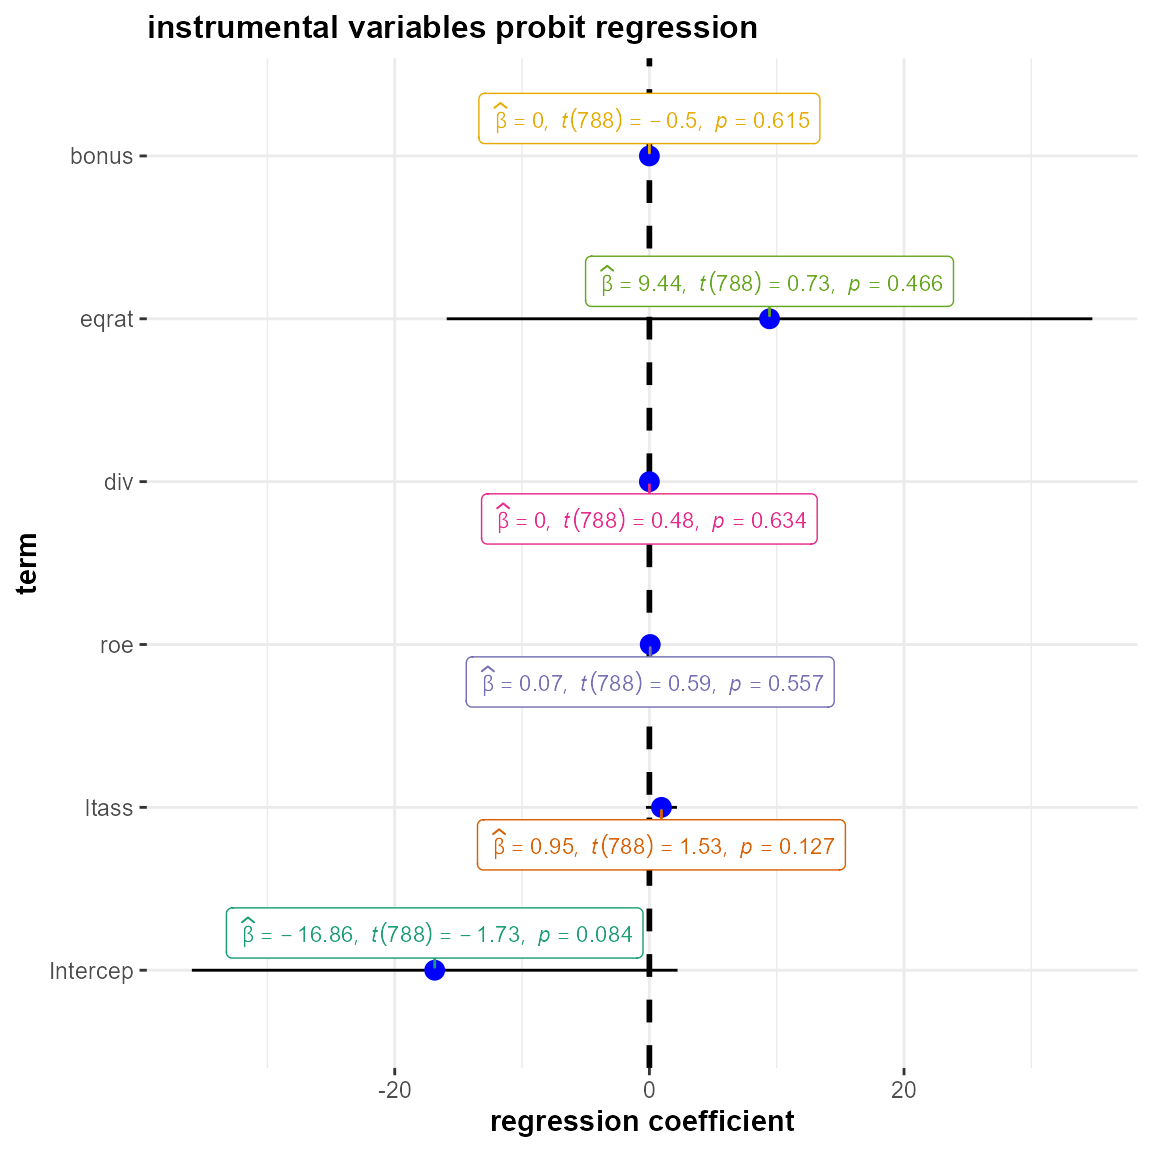 instrumental variables probit regression
β̂ = 0, t(788) = −0.5, p = 0.615
bonus
β̂ = 9.44, t(788) = 0.73, p = 0.466
eqrat
div
β̂ = 0, t(788) = 0.48, p = 0.634
term
roe
β̂ = 0.07, t(788) = 0.59, p = 0.557
ltass
β̂ = 0.95, t(788) = 1.53, p = 0.127
β̂ = −16.86, t(788) = −1.73, p = 0.084
Intercep
-20 0 20
regression coefficient